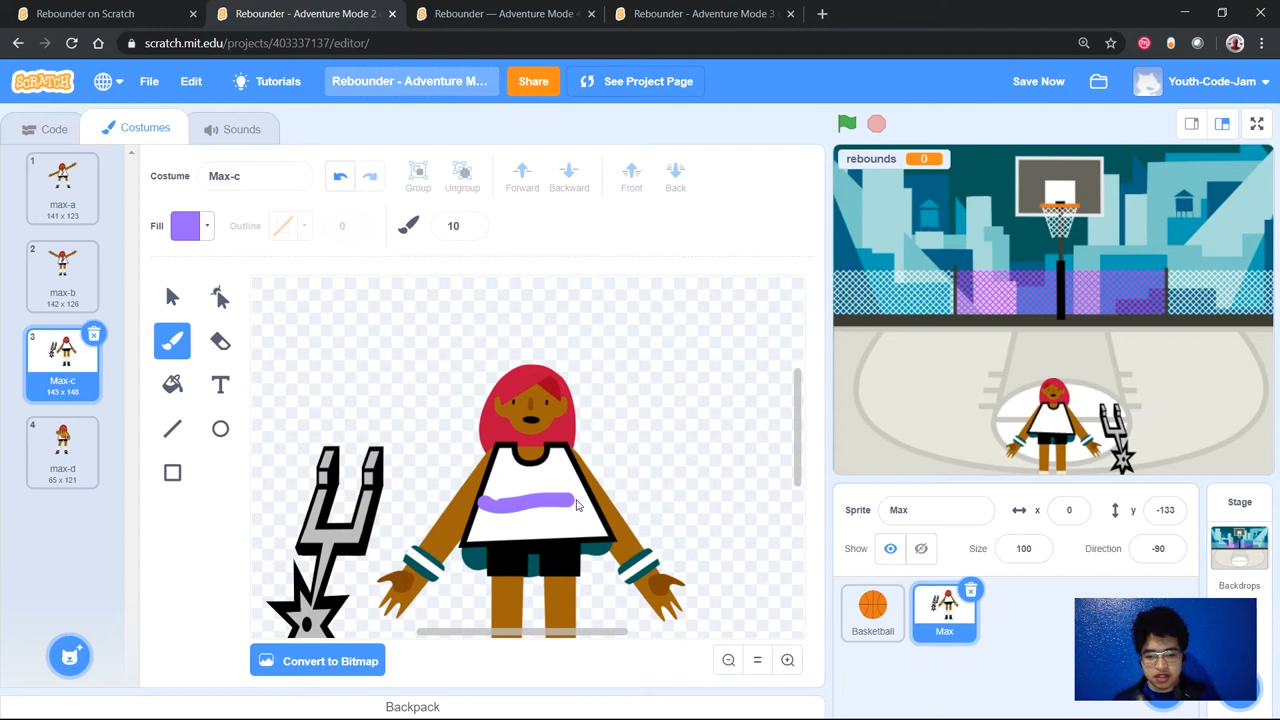 Rebounder on Scratch
Rebounder - Adventure Mode 2
Rebounder — Adventure Mode
Rebounder - Adventure Mode 3
scratch.mit.edu/projects/403337137/editor/
SCRATCH
File
Edit
Tutorials
Rebounder - Adventure M...
Share
See Project Page
Save Now
Youth-Code-Jam
Code
Costumes
Sounds
1
max-a
141 x 123
2
max-b
142 x 126
3
Max-c
143 x 148
4
max-d
65 x 121
Costume
Max-c
Group
Ungroup
Forward
Backward
Front
Back
Fill
Outline
0
10
Convert to Bitmap
Backpack
rebounds 0
Sprite
Max
x
0
y
-133
Show
Size
100
Direction
-90
Basketball
Max
Stage
Backdrops